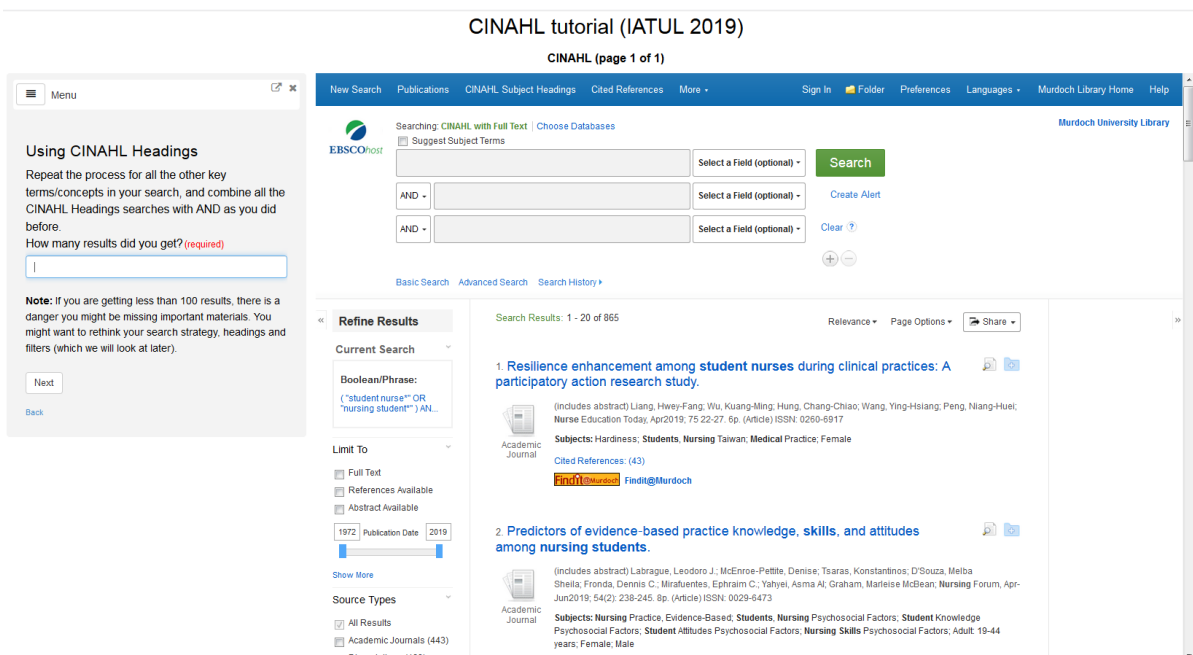 CINAHL tutorial (IATUL 2019)
CINAHL (page 1 of 1)
Menu
Using CINAHL Headings
Repeat the process for all the other key
terms/concepts in your search, and combine all the
CINAHL Headings searches with AND as you did
before.
How many results did you get? (required)
Note: If you are getting less than 100 results, there is a
danger you might be missing important materials. You
might want to rethink your search strategy, headings and
filters (which we will look at later).
Next
Back
New Search Publications CINAHL Subject Headings Cited References More Sign In Folder Preferences Languages Murdoch Library Home Help
EBSCOhost
Searching: CINAHL with Full Text | Choose Databases
Suggest Subject Terms
Murdoch University Library
Select a Field (optional) Search
AND Select a Field (optional) Create Alert
AND Select a Field (optional) Clear ?
Basic Search Advanced Search Search History
« Refine Results
Current Search
Boolean/Phrase:
( "student nurse*" OR
"nursing student*" ) AN...
Limit To
Full Text
References Available
Abstract Available
1972 Publication Date 2019
Show More
Source Types
All Results
Academic Journals (443)
Search Results: 1 - 20 of 865
Relevance Page Options Share »
1. Resilience enhancement among student nurses during clinical practices: A
participatory action research study.
(includes abstract) Liang, Hwey-Fang; Wu, Kuang-Ming; Hung, Chang-Chiao; Wang, Ying-Hsiang; Peng, Niang-Huei;
Nurse Education Today, Apr2019; 75 22-27. 6p. (Article) ISSN: 0260-6917
Academic
Journal
Subjects: Hardiness; Students, Nursing Taiwan; Medical Practice; Female
Cited References: (43)
Findit@Murdoch Findit@Murdoch
2. Predictors of evidence-based practice knowledge, skills, and attitudes
among nursing students.
(includes abstract) Labrague, Leodoro J.; McEnroe-Pettite, Denise; Tsaras, Konstantinos; D'Souza, Melba
Sheila; Fronda, Dennis C.; Mirafuentes, Ephraim C.; Yahyei, Asma Al; Graham, Marleise McBean; Nursing Forum, Apr-
Jun2019; 54(2): 238-245. 8p. (Article) ISSN: 0029-6473
Academic
Journal
Subjects: Nursing Practice, Evidence-Based; Students, Nursing Psychosocial Factors; Student Knowledge
Psychosocial Factors; Student Attitudes Psychosocial Factors; Nursing Skills Psychosocial Factors; Adult: 19-44
years; Female; Male